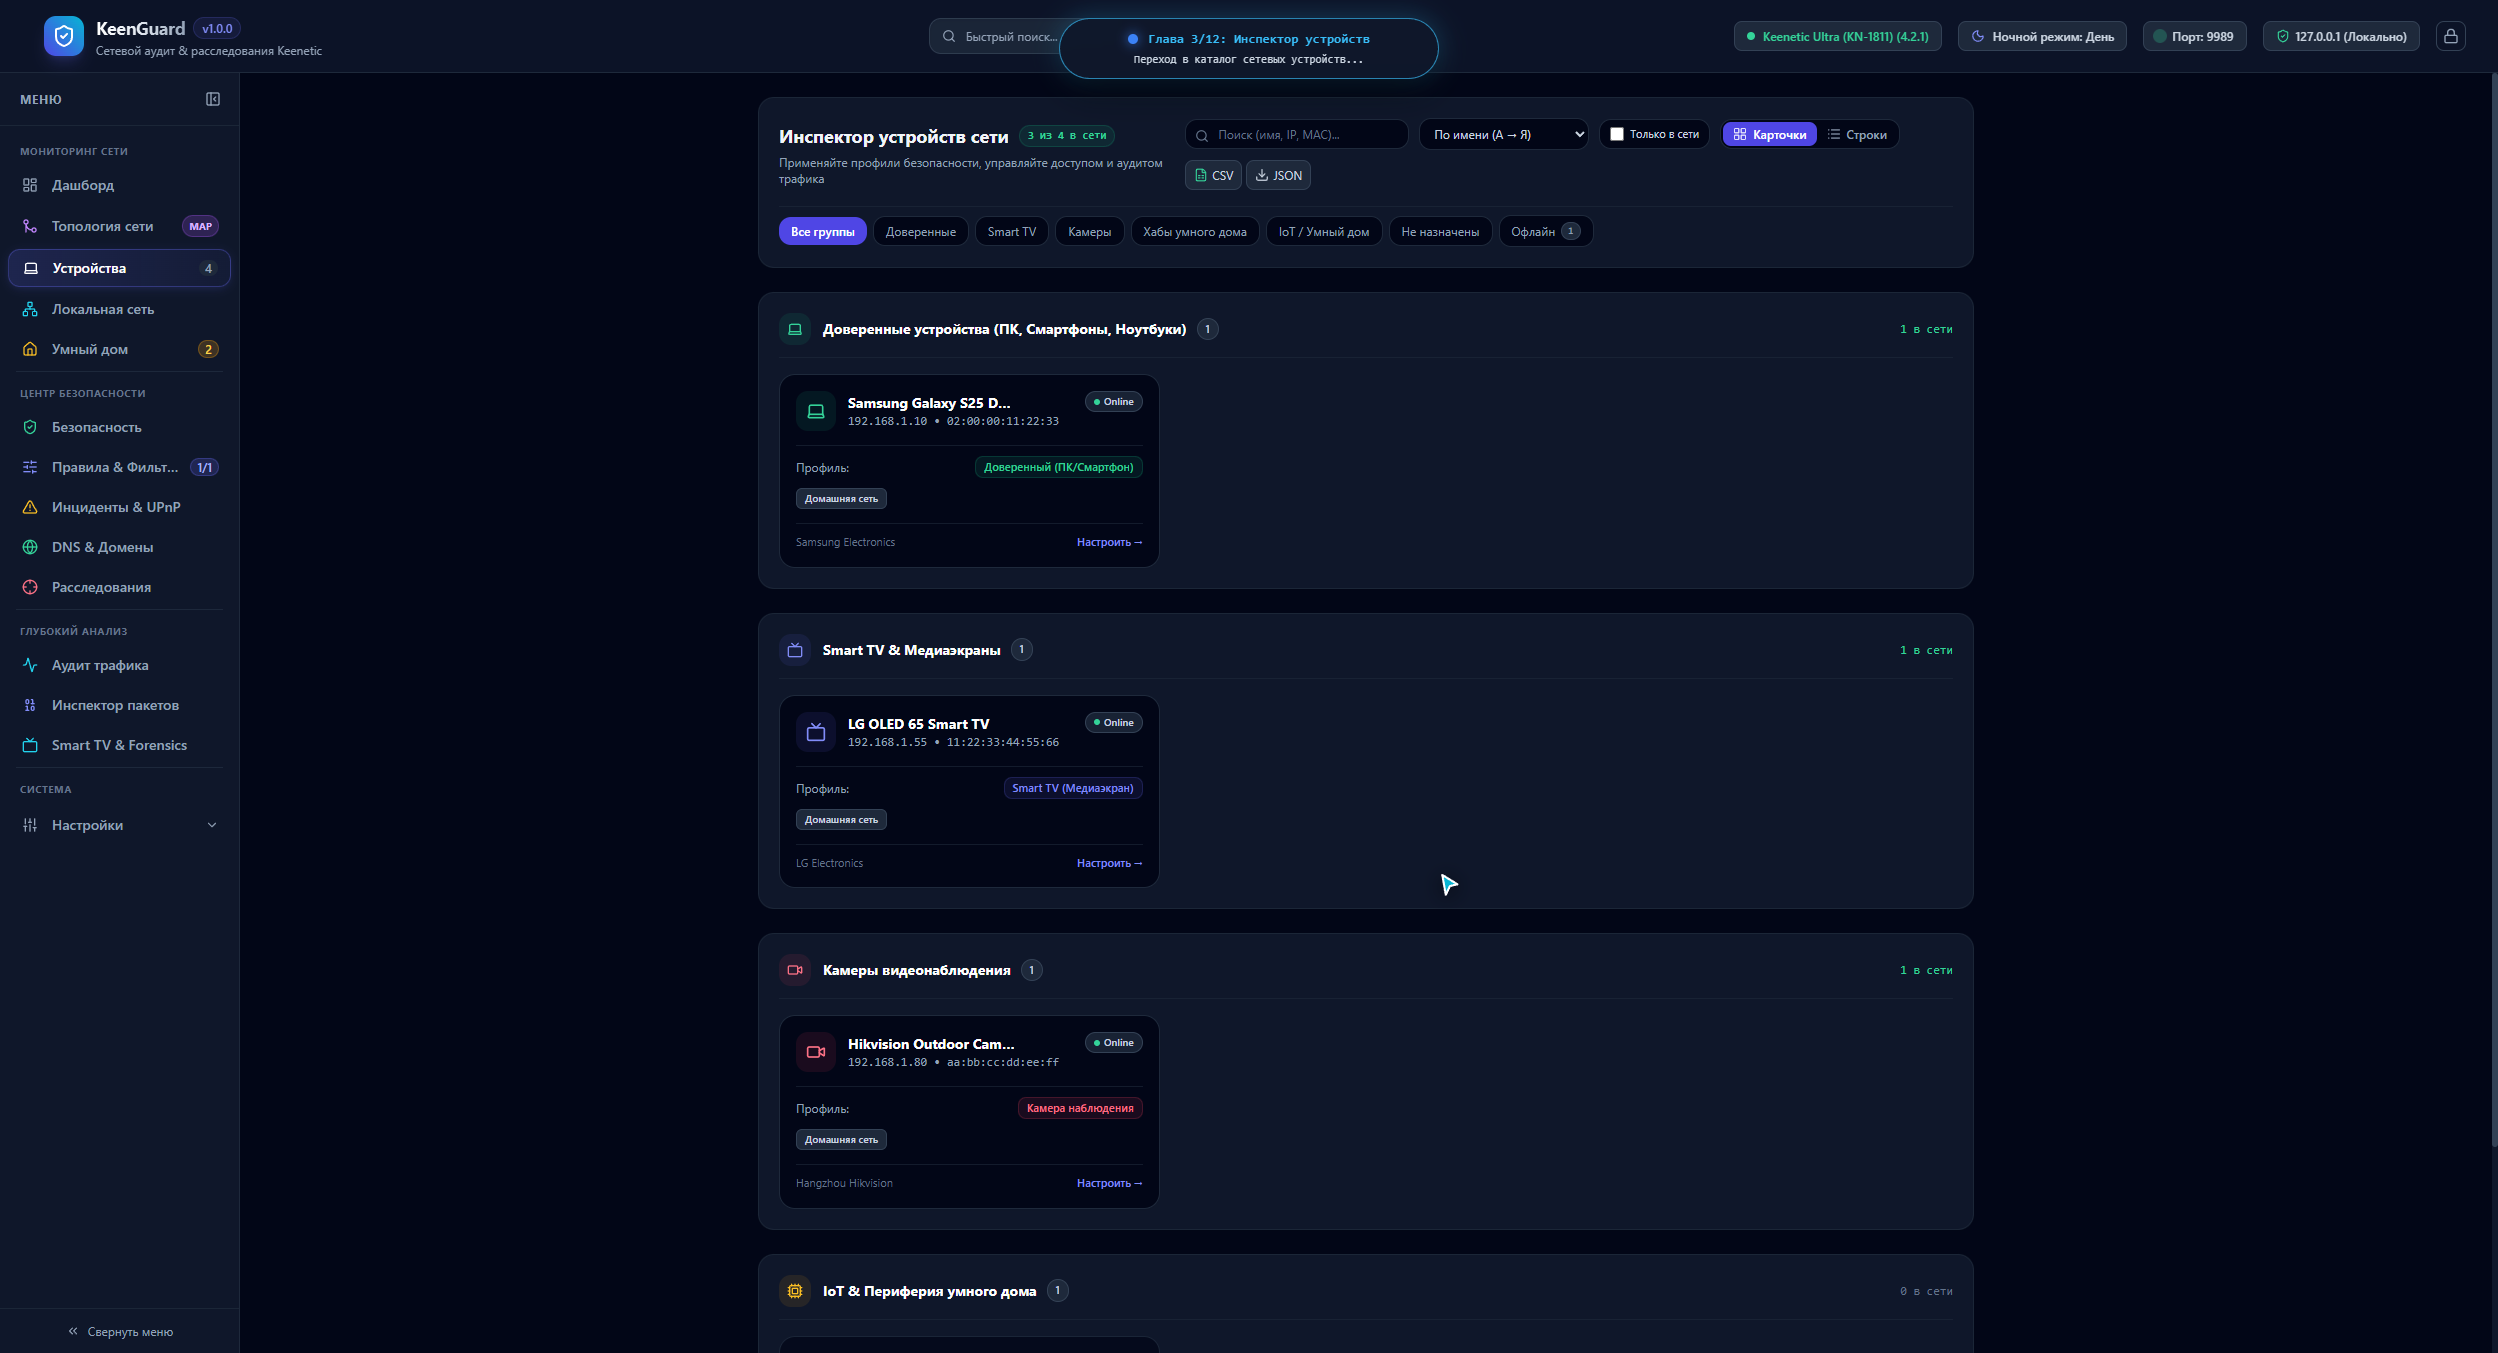 KeenGuard v1.0.0
Сетевой аудит & расследования Keenetic
Быстрый поиск...
Глава 3/12: Инспектор устройств
Переход в каталог сетевых устройств...
Keenetic Ultra (KN-1811) (4.2.1)
Ночной режим: День
Порт: 9989
127.0.0.1 (Локально)
МЕНЮ
МОНИТОРИНГ СЕТИ
Дашборд
Топология сети MAP
Устройства 4
Локальная сеть
Умный дом 2
ЦЕНТР БЕЗОПАСНОСТИ
Безопасность
Правила & Фильт... 1/1
Инциденты & UPnP
DNS & Домены
Расследования
ГЛУБОКИЙ АНАЛИЗ
Аудит трафика
Инспектор пакетов
Smart TV & Forensics
СИСТЕМА
Настройки
Свернуть меню
Инспектор устройств сети 3 из 4 в сети
Применяйте профили безопасности, управляйте доступом и аудитом
трафика
Поиск (имя, IP, MAC)...
По имени (А → Я)
Только в сети
Карточки
Строки
CSV
JSON
Все группы
Доверенные
Smart TV
Камеры
Хабы умного дома
IoT / Умный дом
Не назначены
Офлайн 1
Доверенные устройства (ПК, Смартфоны, Ноутбуки) 1
1 в сети
Samsung Galaxy S25 D...
Online
192.168.1.10 • 02:00:00:11:22:33
Профиль:
Доверенный (ПК/Смартфон)
Домашняя сеть
Samsung Electronics
Настроить →
Smart TV & Медиаэкраны 1
1 в сети
LG OLED 65 Smart TV
Online
192.168.1.55 • 11:22:33:44:55:66
Профиль:
Smart TV (Медиаэкран)
Домашняя сеть
LG Electronics
Настроить →
Камеры видеонаблюдения 1
1 в сети
Hikvision Outdoor Cam...
Online
192.168.1.80 • aa:bb:cc:dd:ee:ff
Профиль:
Камера наблюдения
Домашняя сеть
Hangzhou Hikvision
Настроить →
IoT & Периферия умного дома 1
0 в сети